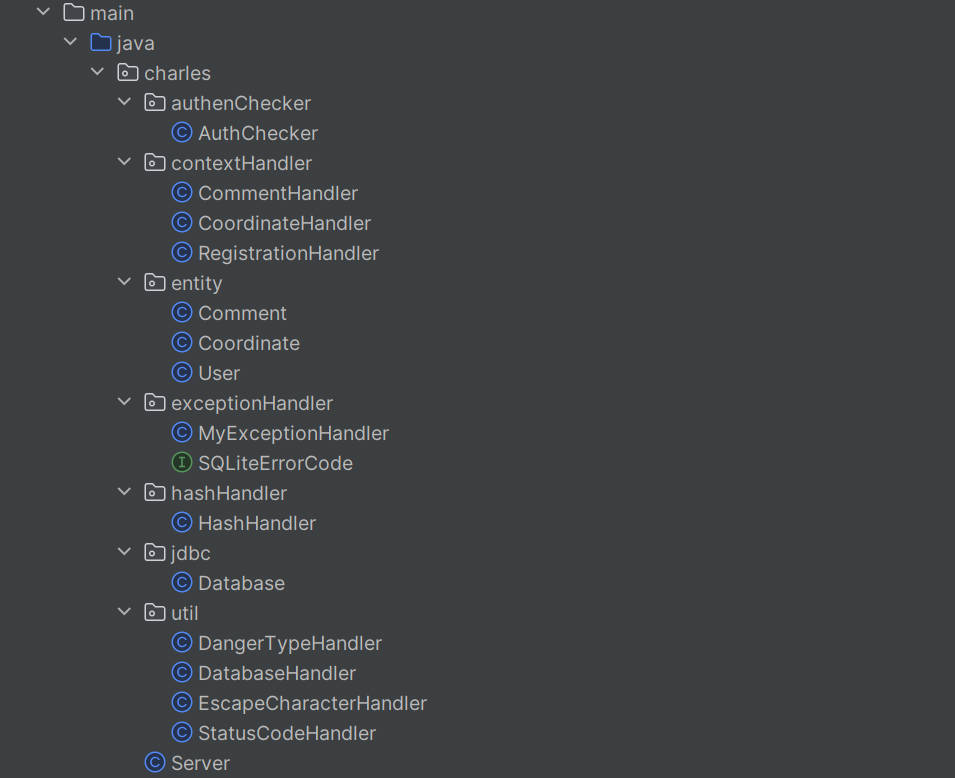 main
java
charles
authenChecker
AuthChecker
contextHandler
CommentHandler
CoordinateHandler
RegistrationHandler
entity
Comment
Coordinate
User
exceptionHandler
MyExceptionHandler
SQLiteErrorCode
hashHandler
HashHandler
jdbc
Database
util
DangerTypeHandler
DatabaseHandler
EscapeCharacterHandler
StatusCodeHandler
Server